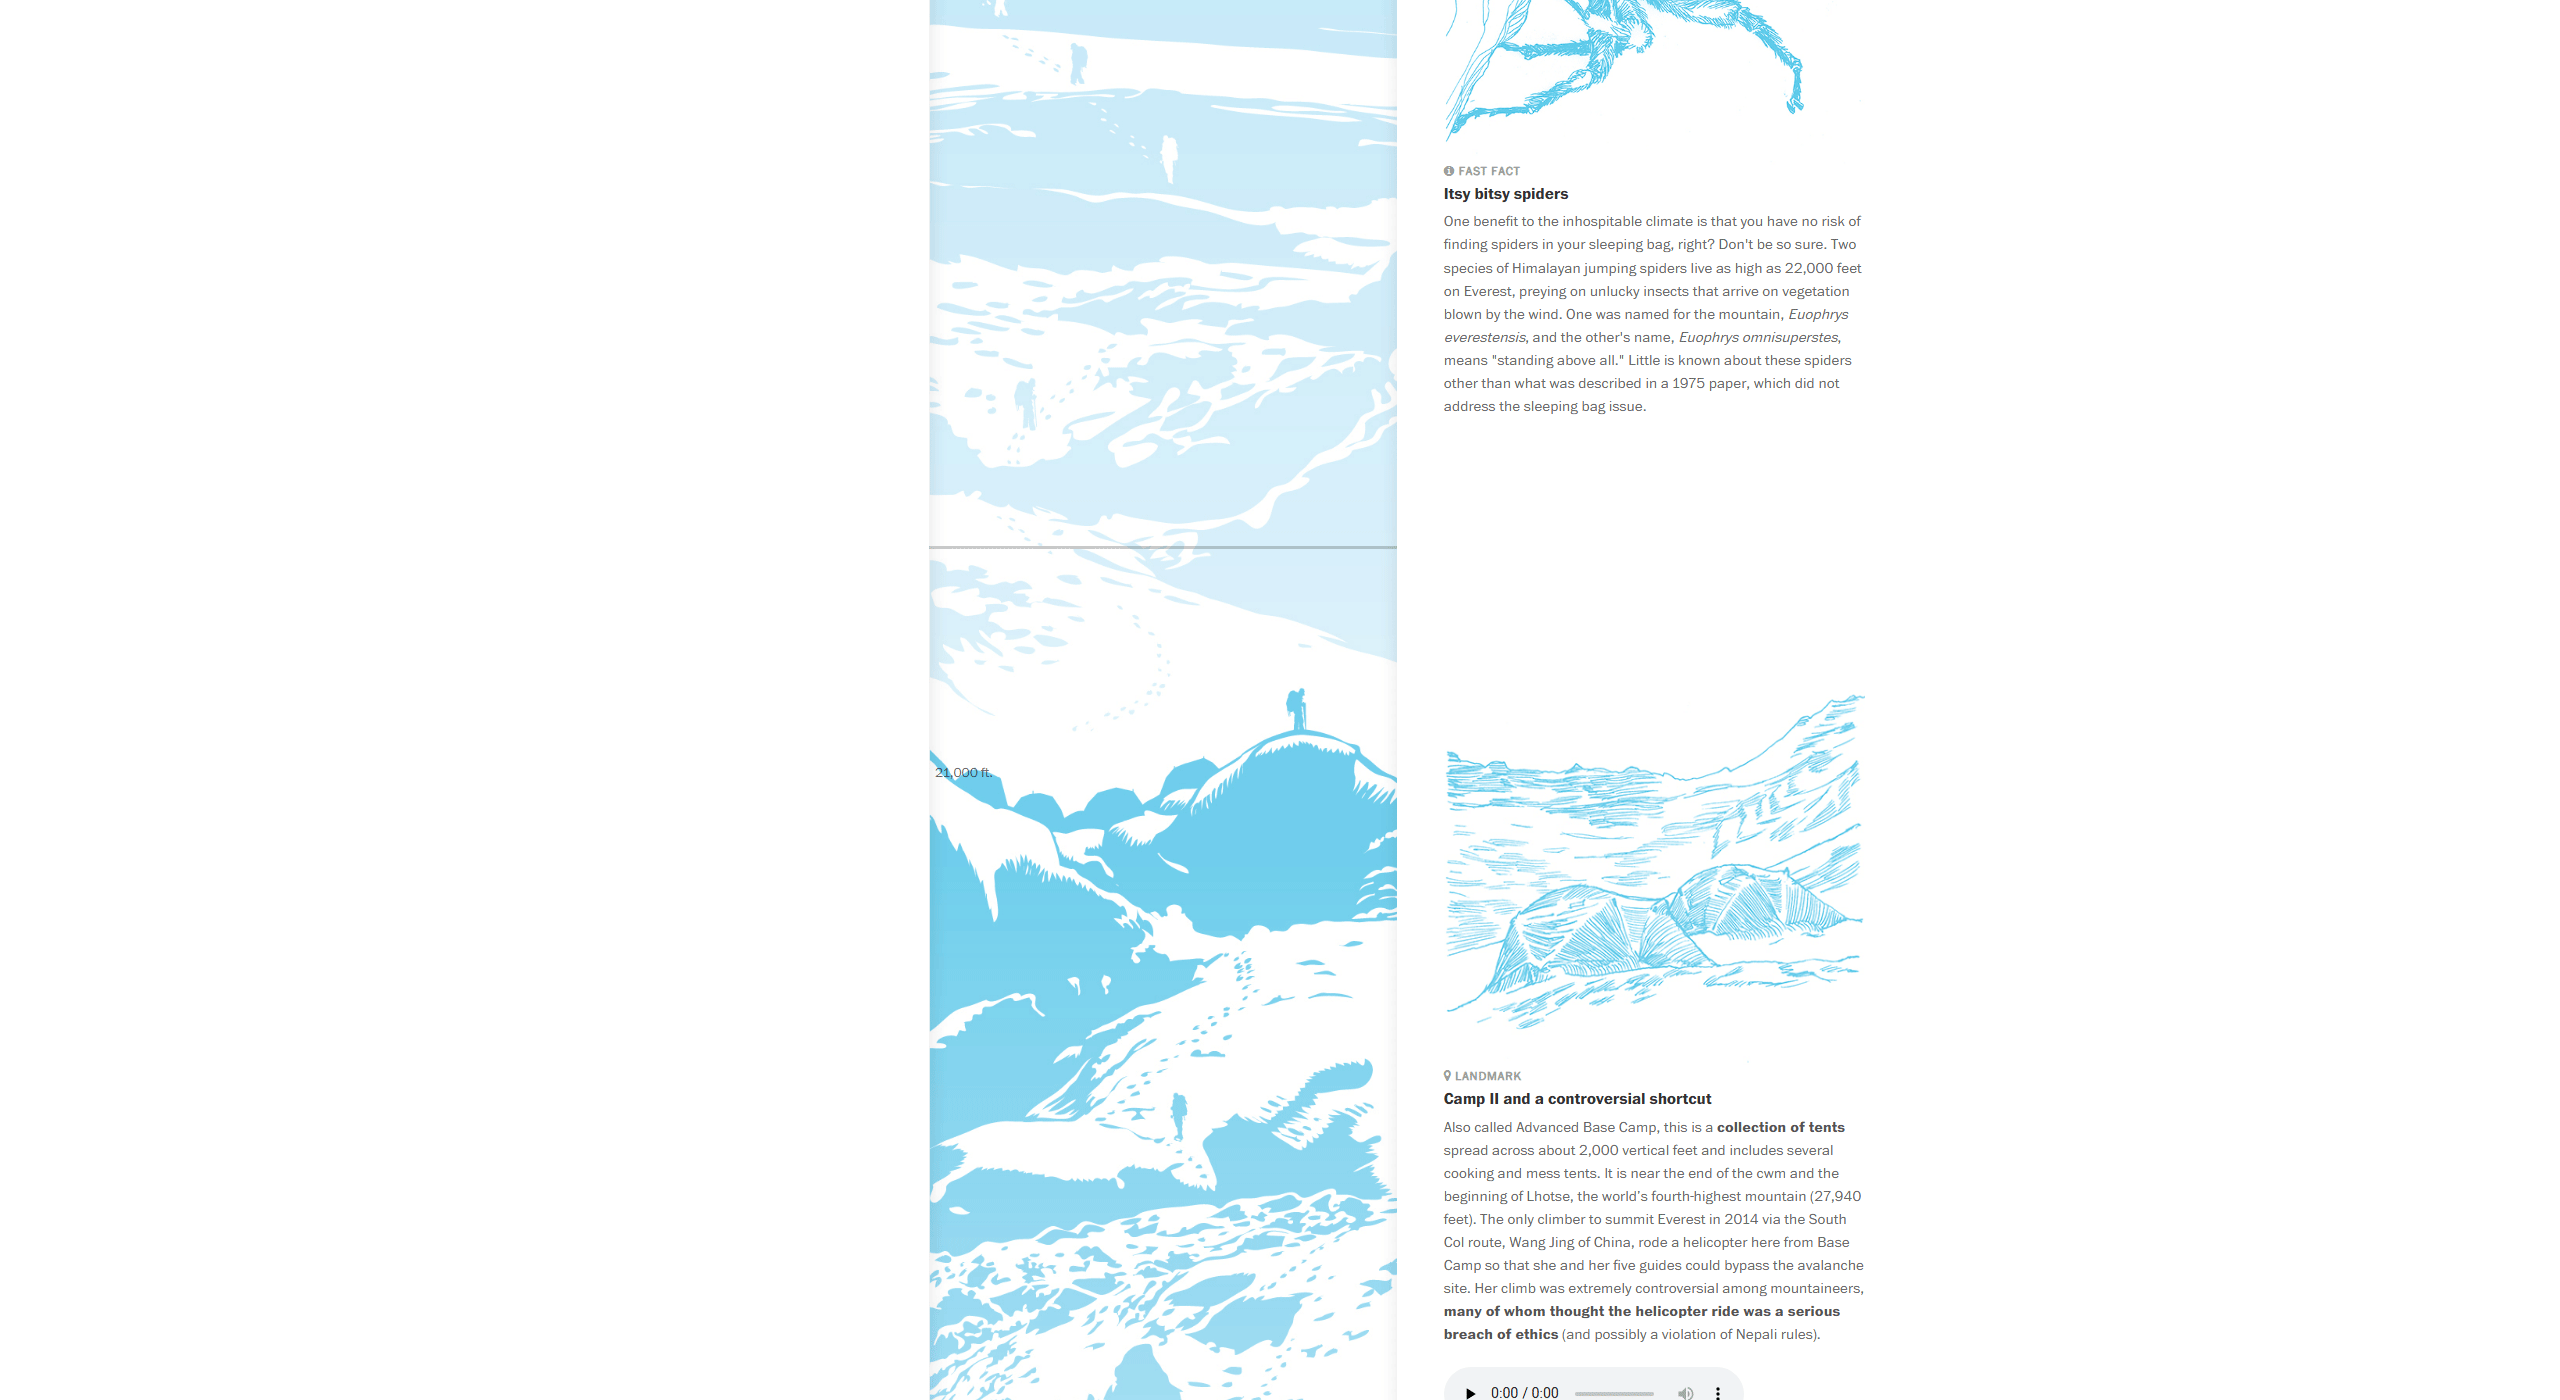 FAST FACT
Itsy bitsy spiders
One benefit to the inhospitable climate is that you have no risk of
finding spiders in your sleeping bag, right? Don't be so sure. Two
species of Himalayan jumping spiders live as high as 22,000 feet
on Everest, preying on unlucky insects that arrive on vegetation
blown by the wind. One was named for the mountain, Euophrys
everestensis, and the other's name, Euophrys omnisuperstes,
means "standing above all." Little is known about these spiders
other than what was described in a 1975 paper, which did not
address the sleeping bag issue.
21,000 ft.
LANDMARK
Camp II and a controversial shortcut
Also called Advanced Base Camp, this is a collection of tents
spread across about 2,000 vertical feet and includes several
cooking and mess tents. It is near the end of the cwm and the
beginning of Lhotse, the world's fourth-highest mountain (27,940
feet). The only climber to summit Everest in 2014 via the South
Col route, Wang Jing of China, rode a helicopter here from Base
Camp so that she and her five guides could bypass the avalanche
site. Her climb was extremely controversial among mountaineers,
many of whom thought the helicopter ride was a serious
breach of ethics (and possibly a violation of Nepali rules).
0:00 / 0:00